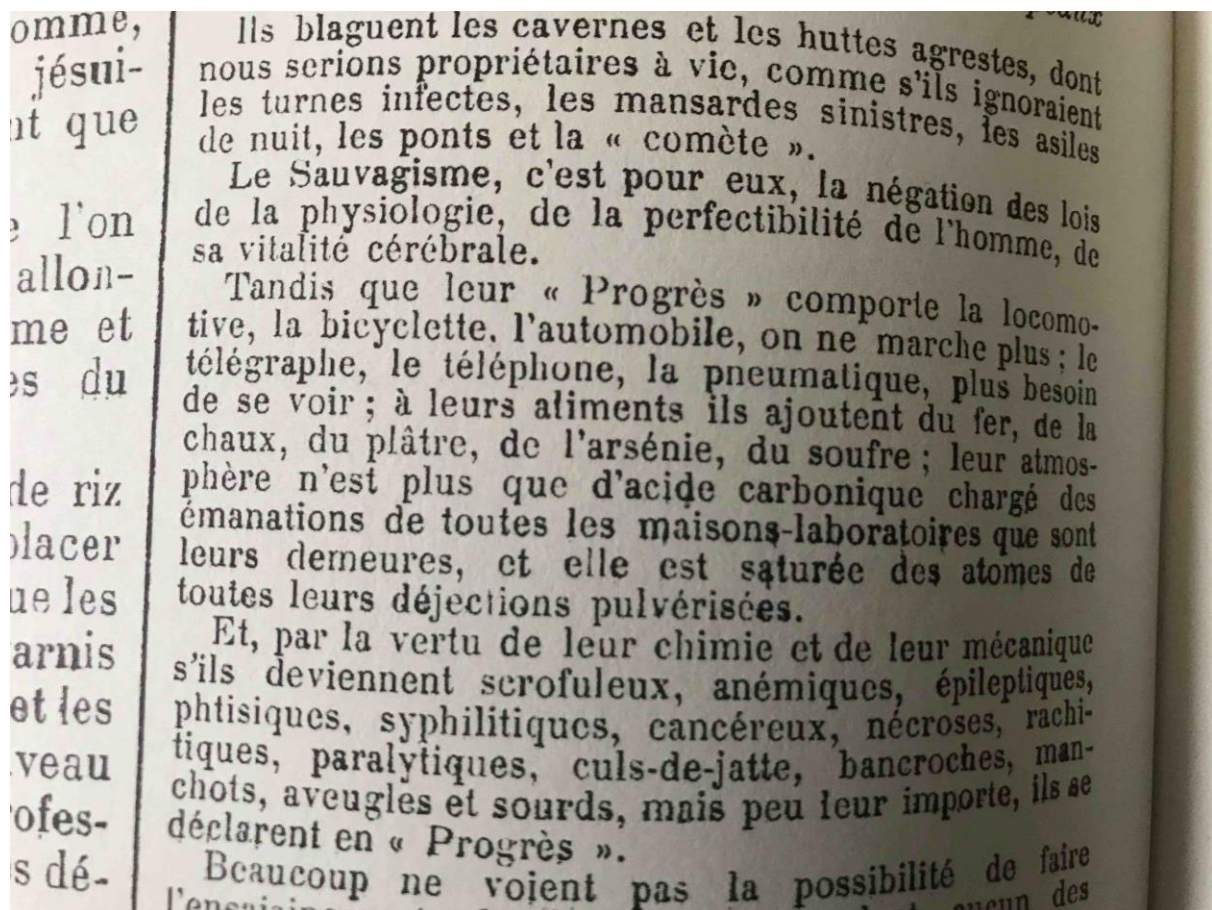 omme,
jésui-
nt que
l'on
allon-
me et
es du
de riz
placer
ue les
arnis
et les
veau
ofes-
s dé-
Ils blaguent les cavernes et les huttes agrestes, dont
nous serions propriétaires à vie, comme s'ils ignoraient
les turnes infectes, les mansardes sinistres, les asiles
de nuit, les ponts et la « comète ».
Le Sauvagisme, c'est pour eux, la négation des lois
de la physiologie, de la perfectibilité de l'homme, de
sa vitalité cérébrale.
Tandis que leur « Progrès » comporte la locomo-
tive, la bicyclette. l'automobile, on ne marche plus ; le
télégraphe, le téléphone, la pneumatique, plus besoin
de se voir ; à leurs aliments ils ajoutent du fer, de la
chaux, du plâtre, de l'arsénie, du soufre ; leur atmos-
phère n'est plus que d'acide carbonique chargé des
émanations de toutes les maisons-laboratoires que sont
leurs demeures, et elle est saturée des atomes de
toutes leurs déjections pulvérisées.
Et, par la vertu de leur chimie et de leur mécanique
s'ils deviennent scrofuleux, anémiques, épileptiques,
phtisiques, syphilitiques, cancéreux, nécroses, rachi-
tiques, paralytiques, culs-de-jatte, bancroches, man-
chots, aveugles et sourds, mais peu leur importe, ils se
déclarent en « Progrès ».
Beaucoup ne voient pas la possibilité de faire
aucun des